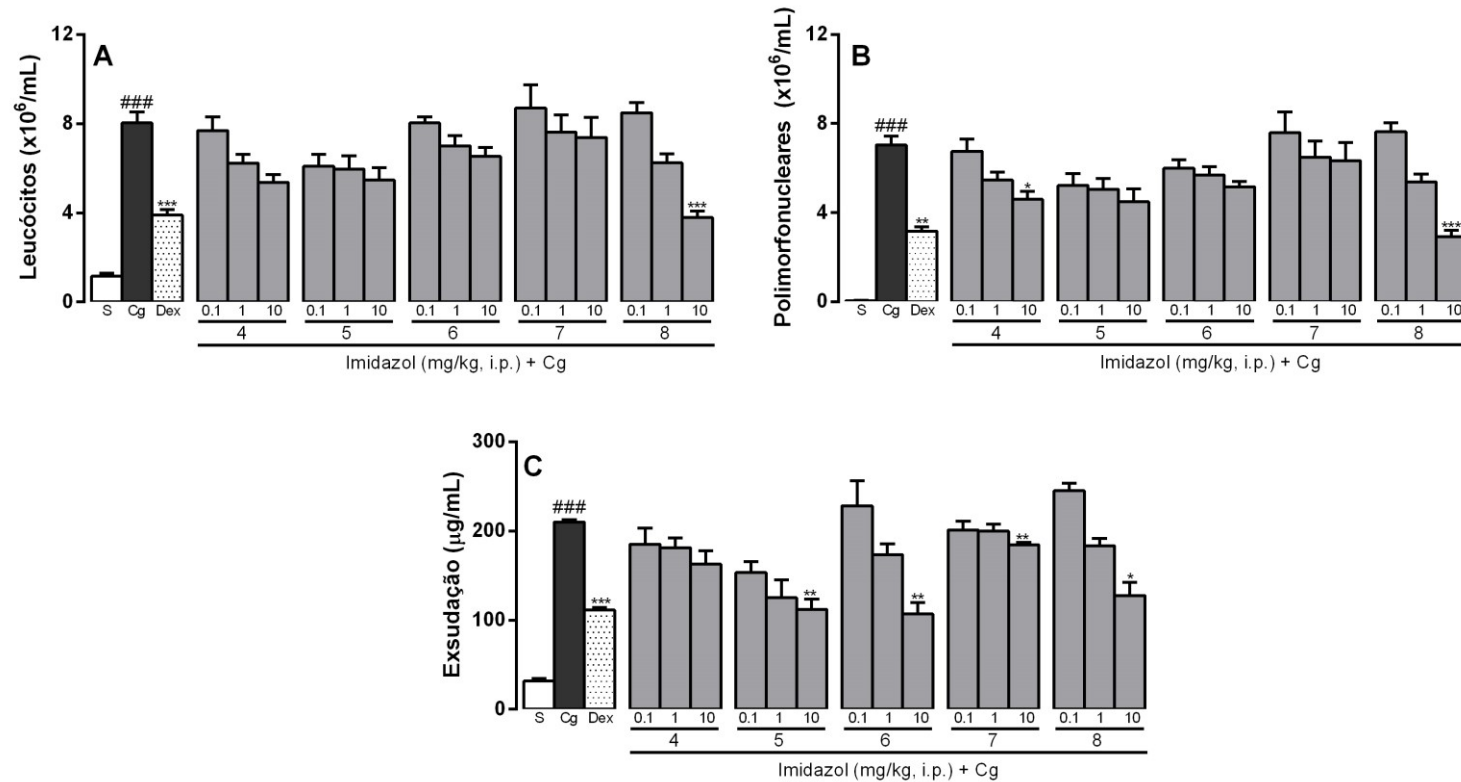 A
Leucócitos (x10⁶/mL)
12
8
4
0
###
***
***
S Cg Dex 0.1 1 10 0.1 1 10 0.1 1 10 0.1 1 10 0.1 1 10
4 5 6 7 8
Imidazol (mg/kg, i.p.) + Cg
B
Polimorfonucleares (x10⁶/mL)
12
8
4
0
###
**
*
***
S Cg Dex 0.1 1 10 0.1 1 10 0.1 1 10 0.1 1 10 0.1 1 10
4 5 6 7 8
Imidazol (mg/kg, i.p.) + Cg
C
Exsudação (µg/mL)
300
200
100
0
###
***
**
**
**
*
S Cg Dex 0.1 1 10 0.1 1 10 0.1 1 10 0.1 1 10 0.1 1 10
4 5 6 7 8
Imidazol (mg/kg, i.p.) + Cg